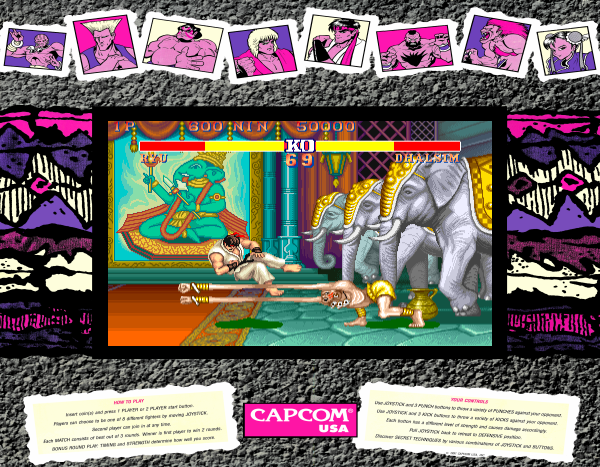 1P 600 NIN 50000
KO
RYU 69 DHALSIM
HOW TO PLAY
Insert coin(s) and press 1 PLAYER or 2 PLAYER start button.
Players can choose to be one of 8 different fighters by moving JOYSTICK.
Second player can join in at any time.
Each MATCH consists of best out of 3 rounds. Winner is first player to win 2 rounds.
BONUS ROUND PLAY. TIMING and STRENGTH determine how well you score.
CAPCOM
USA
YOUR CONTROLS
Use JOYSTICK and 3 PUNCH buttons to throw a variety of PUNCHES against your opponent.
Use JOYSTICK and 3 KICK buttons to throw a variety of KICKS against your opponent.
Each button has a different level of strength and causes damage accordingly.
Pull JOYSTICK back to retreat to DEFENSIVE position.
Discover SECRET TECHNIQUES by various combinations of JOYSTICK and BUTTONS.